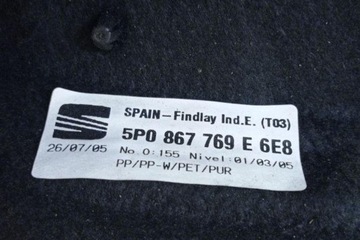 SPAIN-Findlay Ind.E. (T03)
5P0 867 769 E 6E8
26/07/05 No 0:155 Nivel:01/03/05
PP/PP-W/PET/PUR